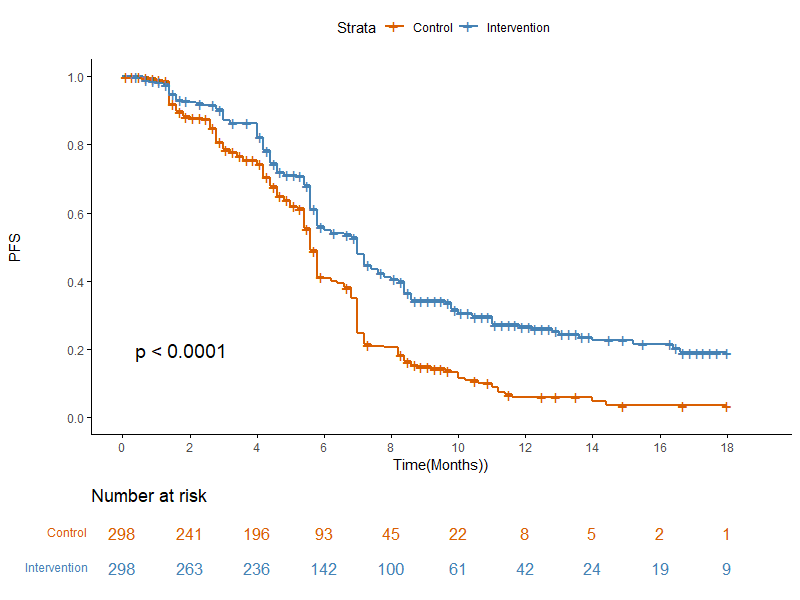 Strata Control Intervention
1.0
0.8
0.6
0.4
0.2
0.0
PFS
p < 0.0001
0 2 4 6 8 10 12 14 16 18
Time(Months))
Number at risk
Control 298 241 196 93 45 22 8 5 2 1
Intervention 298 263 236 142 100 61 42 24 19 9